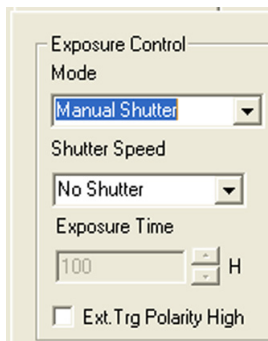 Exposure Control
Mode
Manual Shutter
Shutter Speed
No Shutter
Exposure Time
100 H
Ext.Trg Polarity High